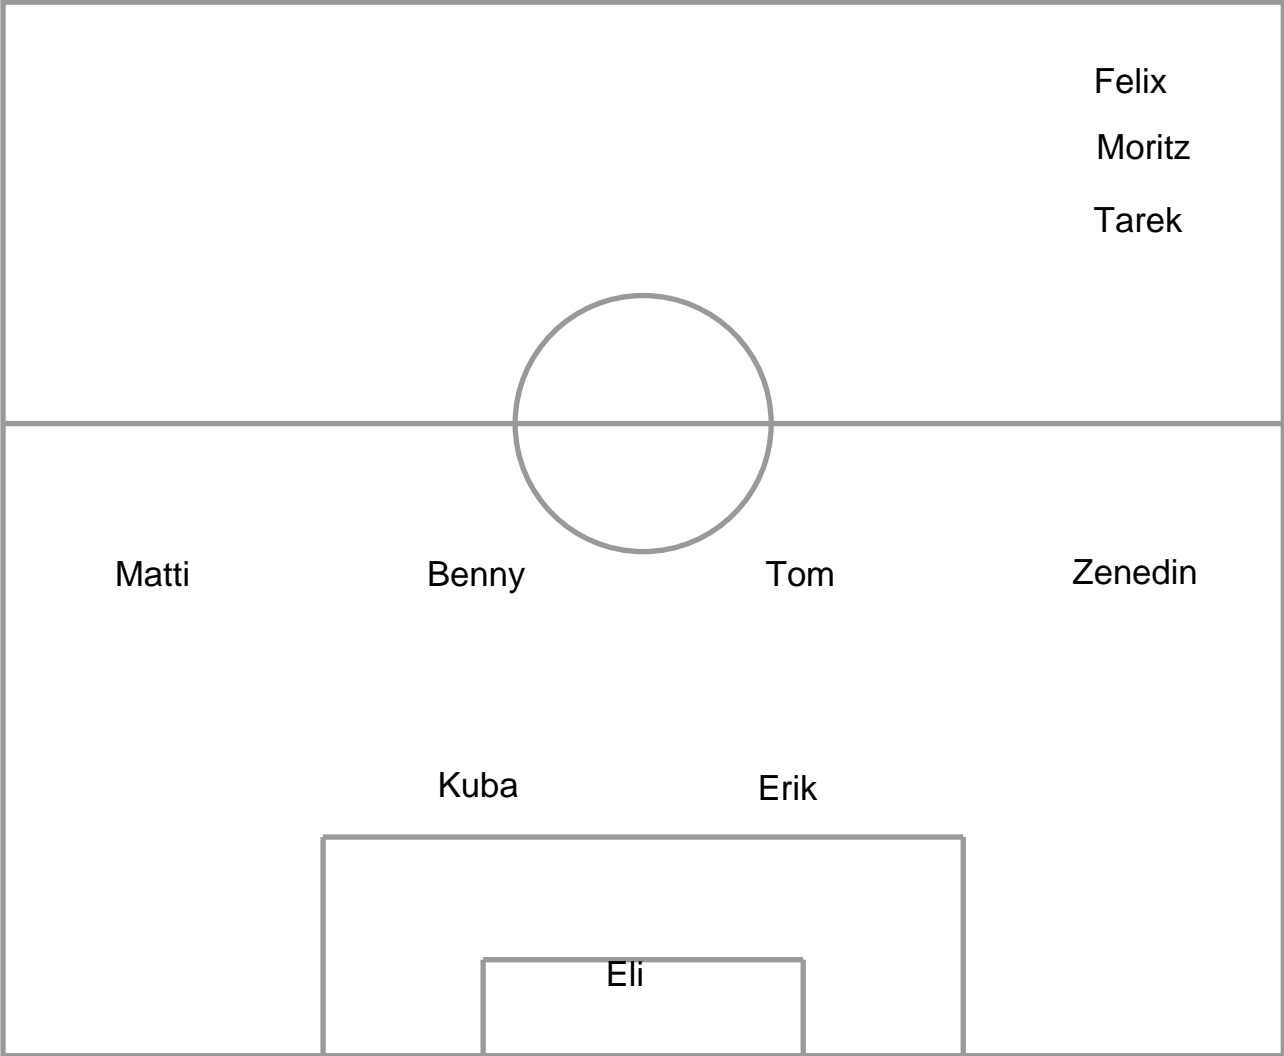 Felix
Moritz
Tarek
Matti Benny Tom Zenedin
Kuba Erik
Eli